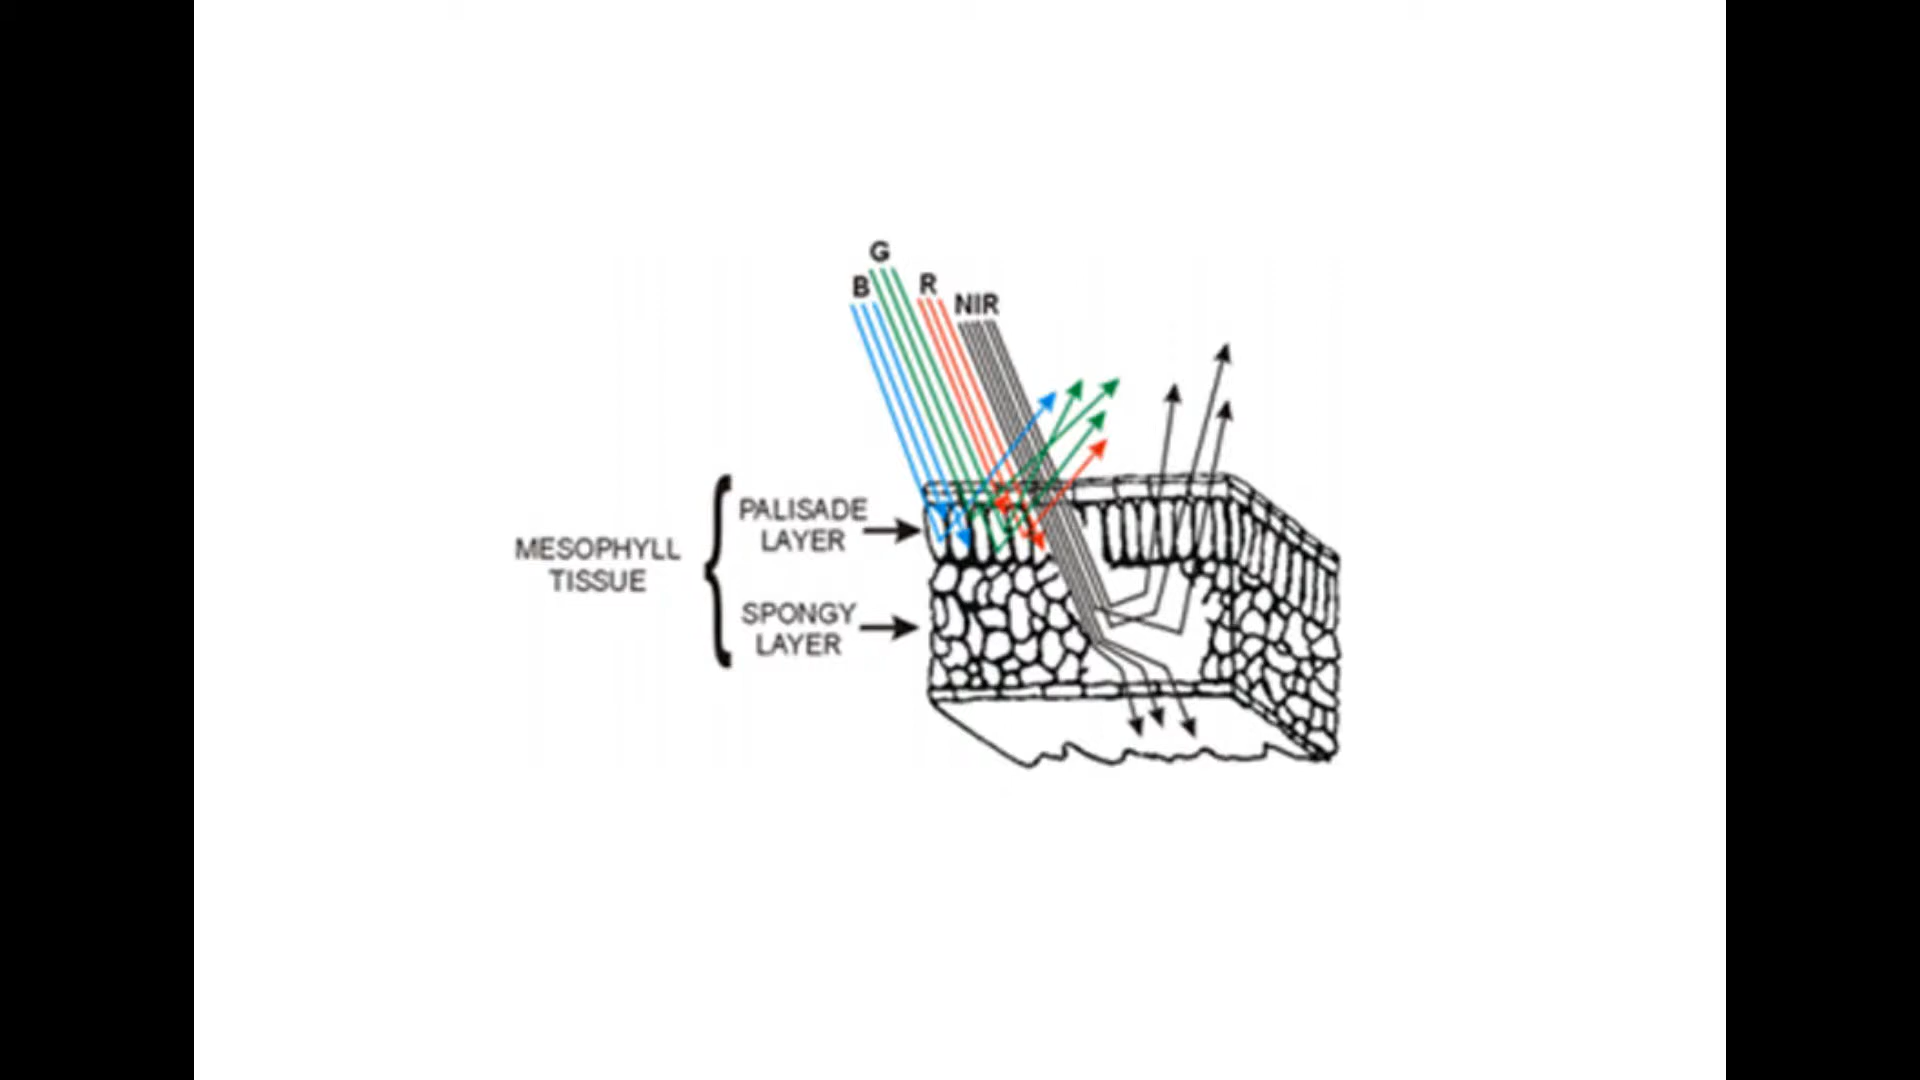 G
B
R
NIR
PALISADE
LAYER
MESOPHYLL
TISSUE
SPONGY
LAYER